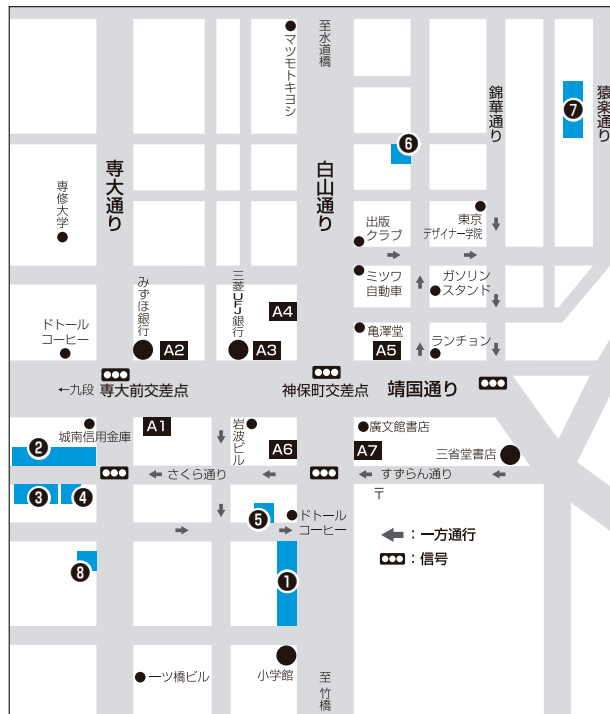 至水道橋
マツモトキヨシ
錦華通り
猿楽通り
❼
❻
専大通り
白山通り
専修大学
出版
クラブ
東京
デザイナー学院
みずほ銀行
三菱UFJ銀行
ミツワ
自動車
ガソリン
スタンド
A4
ドトール
コーヒー
亀澤堂
ランチョン
A2
A3
A5
←九段
専大前交差点
神保町交差点
靖国通り
城南信用金庫
A1
岩波ビル
A6
A7
廣文館書店
三省堂書店
❷
さくら通り
すずらん通り
❸
❹
〒
❺
ドトール
コーヒー
：一方通行
：信号
❽
❶
一ツ橋ビル
小学館
至竹橋